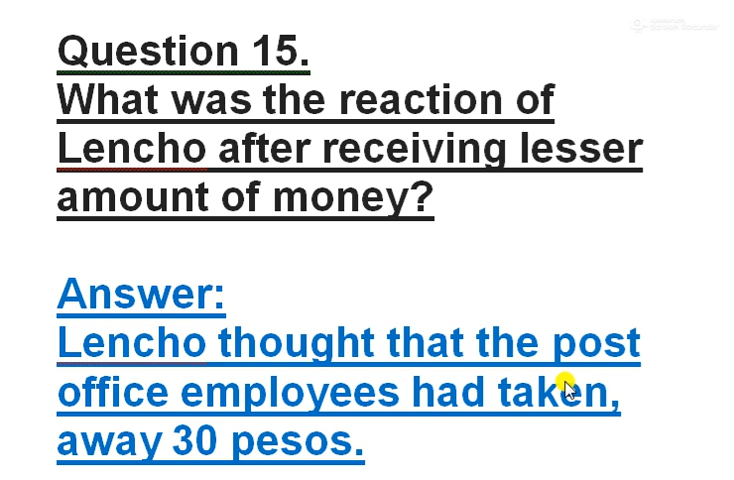 Question 15.
What was the reaction of
Lencho after receiving lesser
amount of money?
Answer:
Lencho thought that the post
office employees had taken,
away 30 pesos.